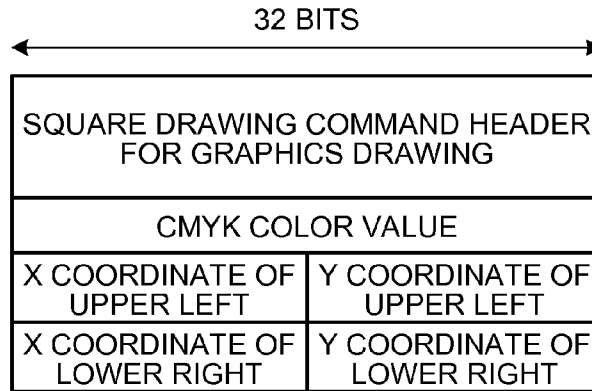 32 BITS
SQUARE DRAWING COMMAND HEADER
FOR GRAPHICS DRAWING
CMYK COLOR VALUE
X COORDINATE OF
UPPER LEFT
Y COORDINATE OF
UPPER LEFT
X COORDINATE OF
LOWER RIGHT
Y COORDINATE OF
LOWER RIGHT